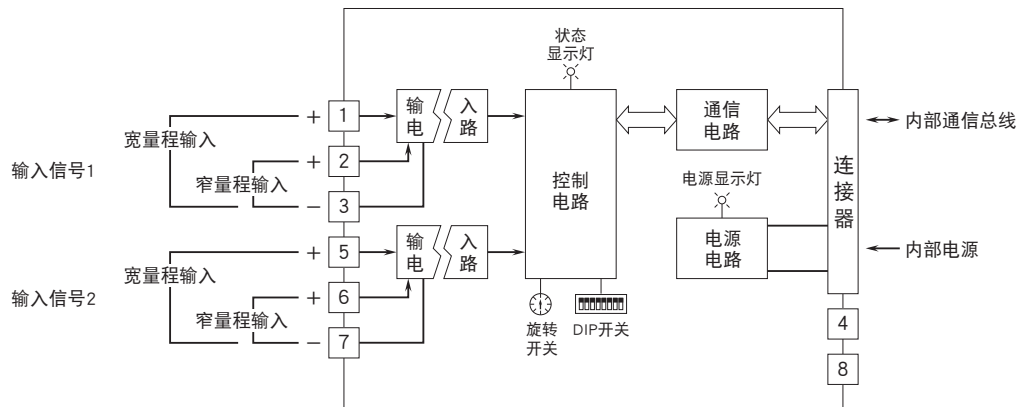 状态
显示灯
输 入
电 路
通信
电路
内部通信总线
+ 1
宽量程输入
+ 2
输入信号1
窄量程输入
− 3
控制
电路
连
接
器
电源显示灯
电源
电路
内部电源
输 入
电 路
+ 5
宽量程输入
+ 6
输入信号2
窄量程输入
− 7
旋转
开关
DIP开关
4
8